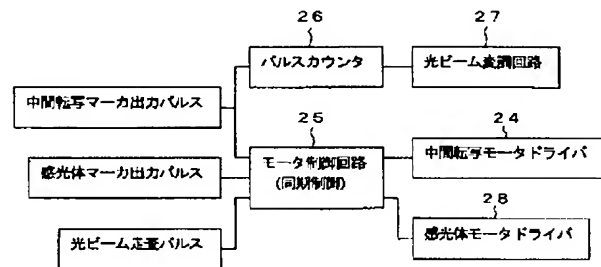 26
27
パルスカウンタ
光ビーム変調回路
中間転写マーカ出力パルス
25
24
モータ制御回路
(同期制御)
中間転写モータドライバ
感光体マーカ出力パルス
28
光ビーム走査パルス
感光体モータドライバ